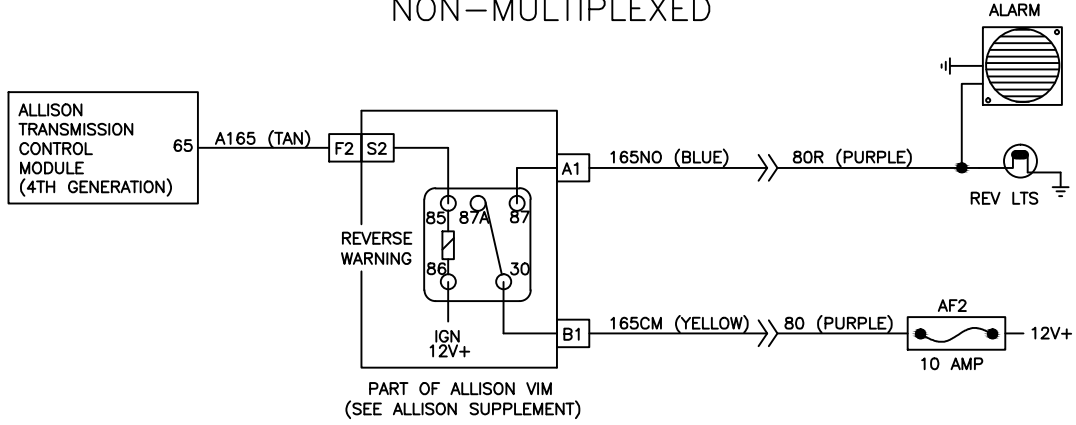 NON-MULTIPLEXED
ALARM
ALLISON
TRANSMISSION
CONTROL
MODULE
(4TH GENERATION)
65
A165 (TAN)
F2
S2
A1
165NO (BLUE)
80R (PURPLE)
REV LTS
85
87A
87
REVERSE
WARNING
86
30
IGN
12V+
B1
165CM (YELLOW)
80 (PURPLE)
AF2
12V+
10 AMP
PART OF ALLISON VIM
(SEE ALLISON SUPPLEMENT)